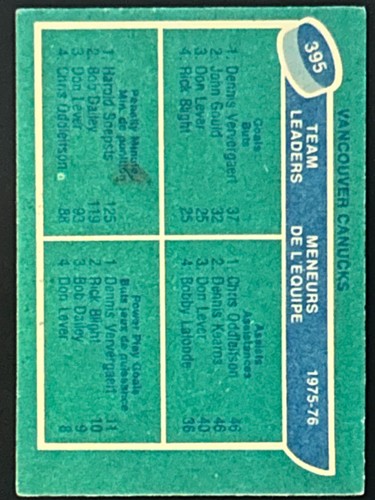 395
VANCOUVER CANUCKS
TEAM LEADERS
MENEURS DE L'ÉQUIPE
1975-76
Goals
Buts
1. Dennis Ververgaert 37
2. John Gould 32
3. Don Lever 25
4. Rick Blight 25
Assists
Assistances
1. Chris Oddleifson 46
2. Dennis Kearns 46
3. Don Lever 40
4. Bobby Lalonde 36
Penalty Minutes
Min. de punition
1 Harold Snepsts 125
2. Bob Dailey 119
3 Don Lever 93
4 Chris Oddleifson 88
Power Play Goals
Buts jeux de puissance
1 Dennis Ververgaert 11
2 Rick Blight 10
3 Bob Dailey 9
4 Don Lever 8